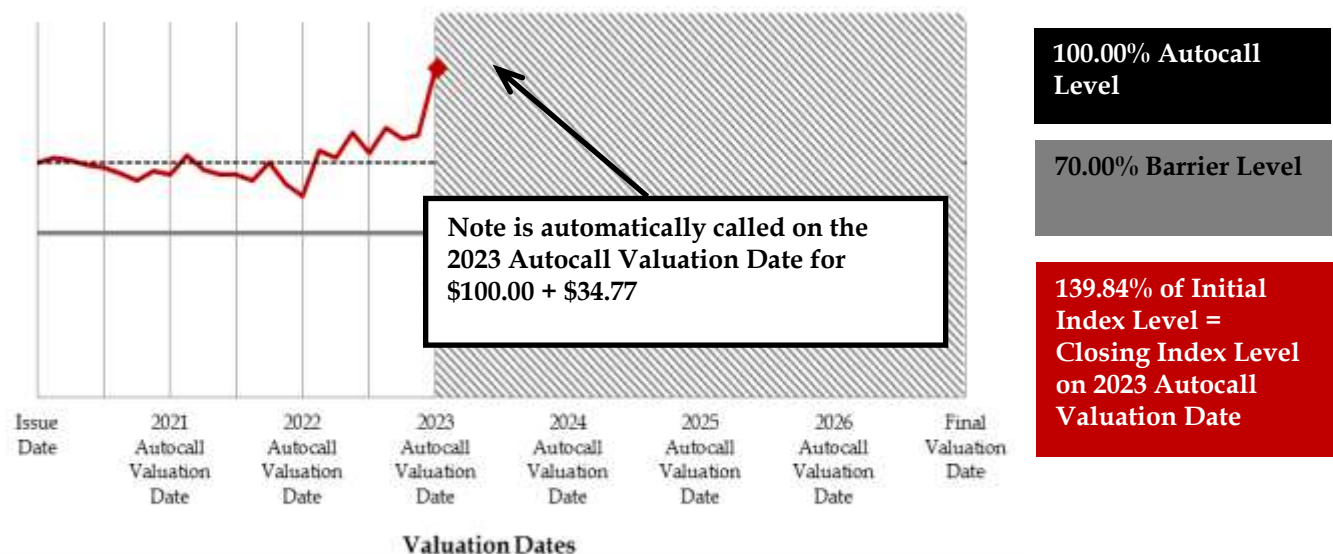 100.00% Autocall
Level
70.00% Barrier Level
Note is automatically called on the
2023 Autocall Valuation Date for
$100.00 + $34.77
139.84% of Initial
Index Level =
Closing Index Level
on 2023 Autocall
Valuation Date
Issue
Date
2021
Autocall
Valuation
Date
2022
Autocall
Valuation
Date
2023
Autocall
Valuation
Date
2024
Autocall
Valuation
Date
2025
Autocall
Valuation
Date
2026
Autocall
Valuation
Date
Final
Valuation
Date
Valuation Dates